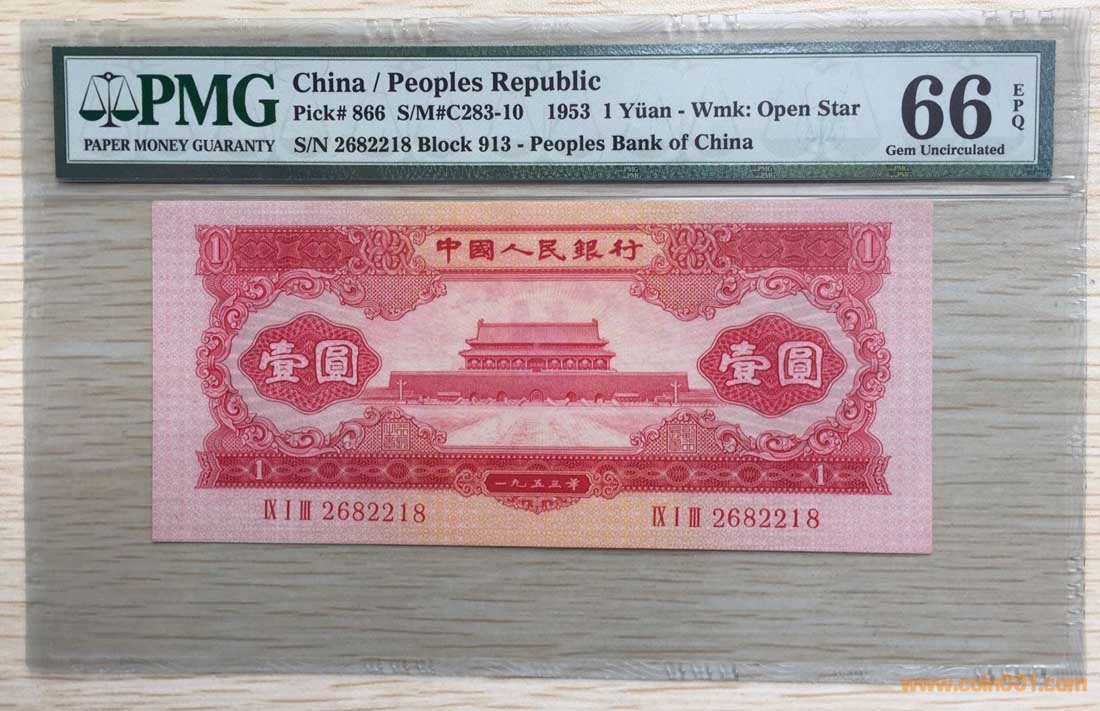 PMG
PAPER MONEY GUARANTY
China / Peoples Republic
Pick# 866 S/M#C283-10 1953 1 Yüan - Wmk: Open Star
S/N 2682218 Block 913 - Peoples Bank of China
66
EPQ
Gem Uncirculated
1 中國人民銀行 1
壹圓 壹圓
1 一九五三年 1
IX I III 2682218 IX I III 2682218
www.coin001.com